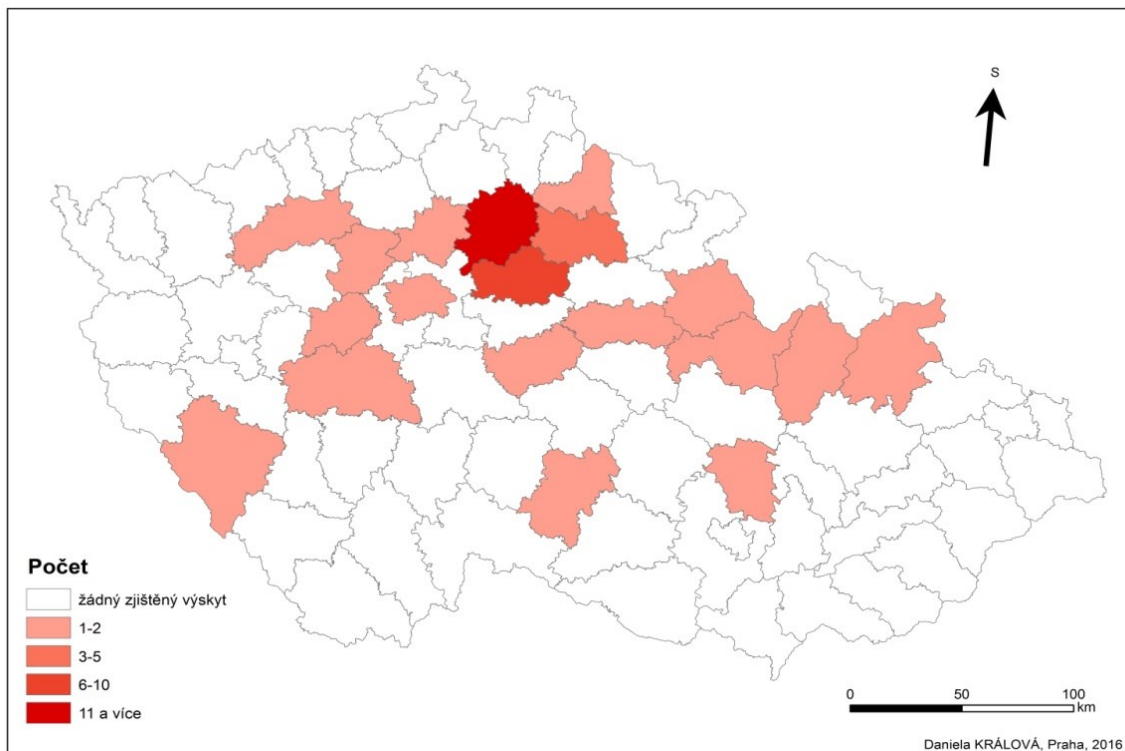 S
Počet
žádný zjištěný výskyt
1-2
3-5
6-10
11 a více
0 50 100
km
Daniela KRÁLOVÁ, Praha, 2016